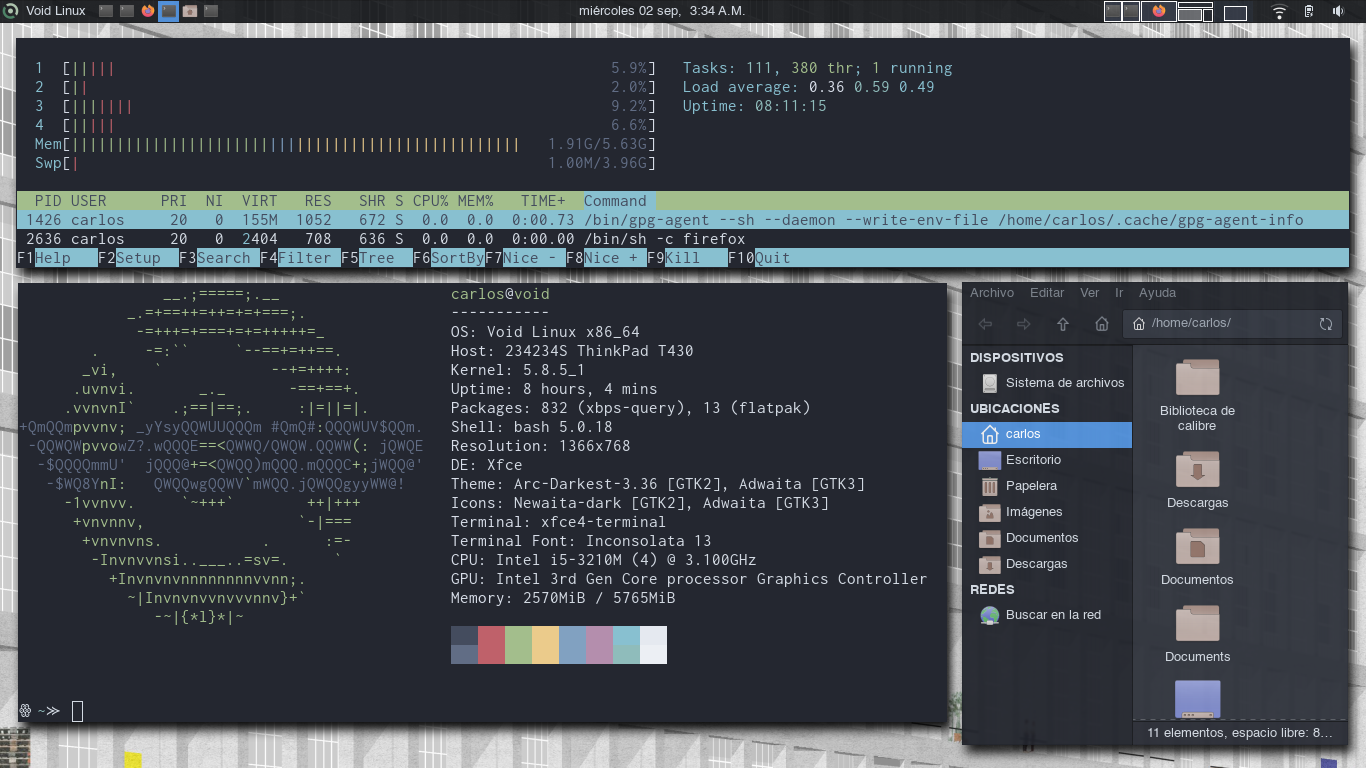 Void Linux
miércoles 02 sep, 3:34 A.M.
1 [||||| 5.9%] Tasks: 111, 380 thr; 1 running
2 [|| 2.0%] Load average: 0.36 0.59 0.49
3 [||||||| 9.2%] Uptime: 08:11:15
4 [||||| 6.6%]
Mem[|||||||||||||||||||||||||||||||||||||||||||||||||| 1.91G/5.63G]
Swp[| 1.00M/3.96G]
PID USER PRI NI VIRT RES SHR S CPU% MEM% TIME+ Command
1426 carlos 20 0 155M 1052 672 S 0.0 0.0 0:00.73 /bin/gpg-agent --sh --daemon --write-env-file /home/carlos/.cache/gpg-agent-info
2636 carlos 20 0 2404 708 636 S 0.0 0.0 0:00.00 /bin/sh -c firefox
F1Help F2Setup F3Search F4Filter F5Tree F6SortByF7Nice - F8Nice + F9Kill F10Quit
__.;=====;.__
_.=+==++=++=+=+===;.
-=+++=+===+=+=+++++=_
. -=:`` `--==+=++==.
_vi, ` --+=++++:
.uvnvi. _._ -==+==+.
.vvnvnI` .;==|==;. :|=||=|.
+QmQQmpvvnv; _yYsyQQWUUQQQm #QmQ#:QQQWUV$QQm.
-QQWQWpvvowZ?.wQQQE==<QWWQ/QWWQW.QQWW(: jQWQE
-$QQQQmmU' jQQQ@+=<QWQQ)mQQQ.mQQQC+;jWQQ@'
-$WQ8YnI: QWQQwgQQWV`mWQQ.jQWQQgyyWW@!
-1vvnvv. `~+++` ++|+++
+vnvnnv, `-|===
+vnvnvns. . :=-
-Invnvvnsi..___..=sv=. `
+Invnvnvnnnnnnnnvvnn;.
~|Invnvnvvnvvvnnv}+`
-~|{*l}*|~
carlos@void
-----------
OS: Void Linux x86_64
Host: 234234S ThinkPad T430
Kernel: 5.8.5_1
Uptime: 8 hours, 4 mins
Packages: 832 (xbps-query), 13 (flatpak)
Shell: bash 5.0.18
Resolution: 1366x768
DE: Xfce
Theme: Arc-Darkest-3.36 [GTK2], Adwaita [GTK3]
Icons: Newaita-dark [GTK2], Adwaita [GTK3]
Terminal: xfce4-terminal
Terminal Font: Inconsolata 13
CPU: Intel i5-3210M (4) @ 3.100GHz
GPU: Intel 3rd Gen Core processor Graphics Controller
Memory: 2570MiB / 5765MiB
~≫
Archivo Editar Ver Ir Ayuda
/home/carlos/
DISPOSITIVOS
Sistema de archivos
UBICACIONES
carlos
Escritorio
Papelera
Imágenes
Documentos
Descargas
REDES
Buscar en la red
Biblioteca de
calibre
Descargas
Documentos
Documents
11 elementos, espacio libre: 8…